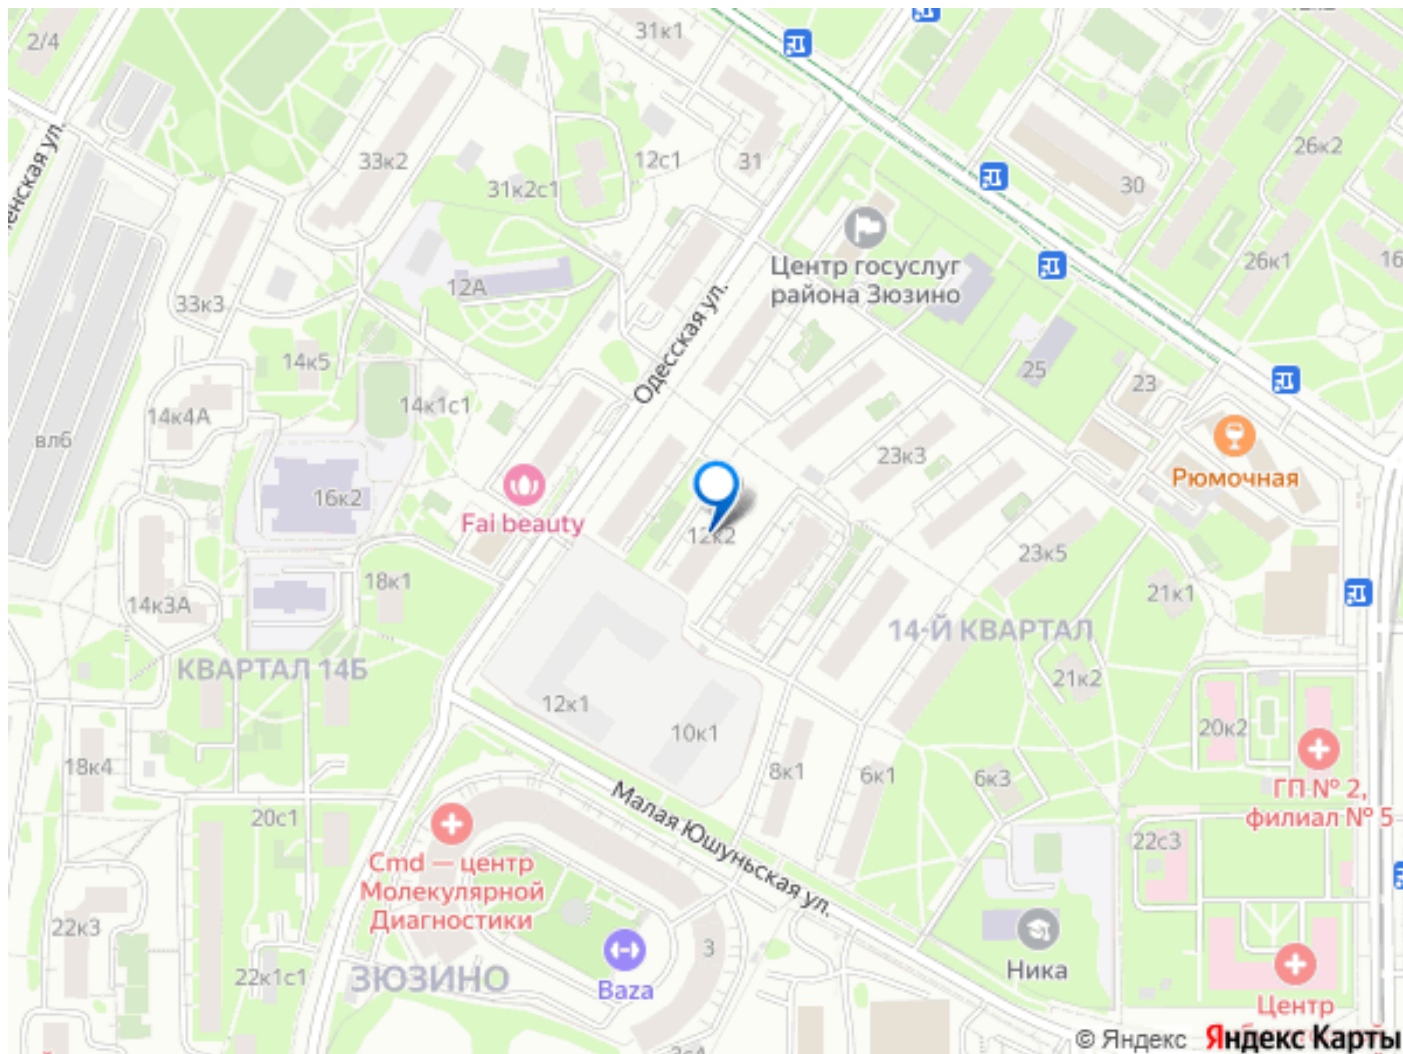 2/4
31к1
енская ул.
33к2
12с1
31
31к2с1
30
26к2
Центр госуслуг
района Зюзино
26к1
16
12А
33к3
Одесская ул.
14к5
25
23
14к4А
14к1с1
вл6
23к3
Рюмочная
16к2
Fai beauty
12к2
23к5
18к1
14к3А
21к1
14-Й КВАРТАЛ
КВАРТАЛ 14Б
21к2
12к1
10к1
20к2
18к4
8к1
6к1
6к3
ГП № 2,
филиал № 5
Малая Юшуньская ул.
20с1
22с3
Cmd — центр
Молекулярной
Диагностики
22к3
3
Ника
ЗЮЗИНО
22к1с1
Baza
Центр
© Яндекс Яндекс Карты